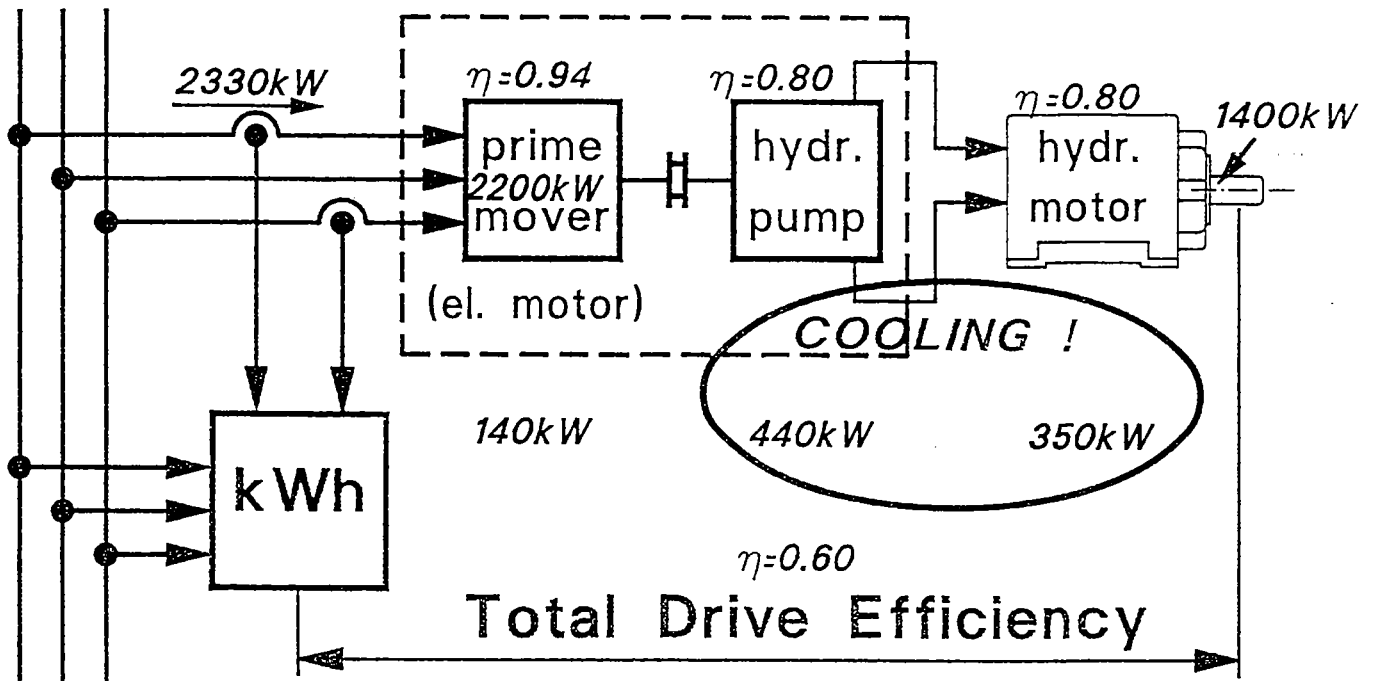 2330kW
η=0.94
η=0.80
η=0.80
1400kW
prime
2200kW
mover
hydr.
pump
hydr.
motor
(el. motor)
COOLING !
140kW
440kW
350kW
kWh
η=0.60
Total Drive Efficiency